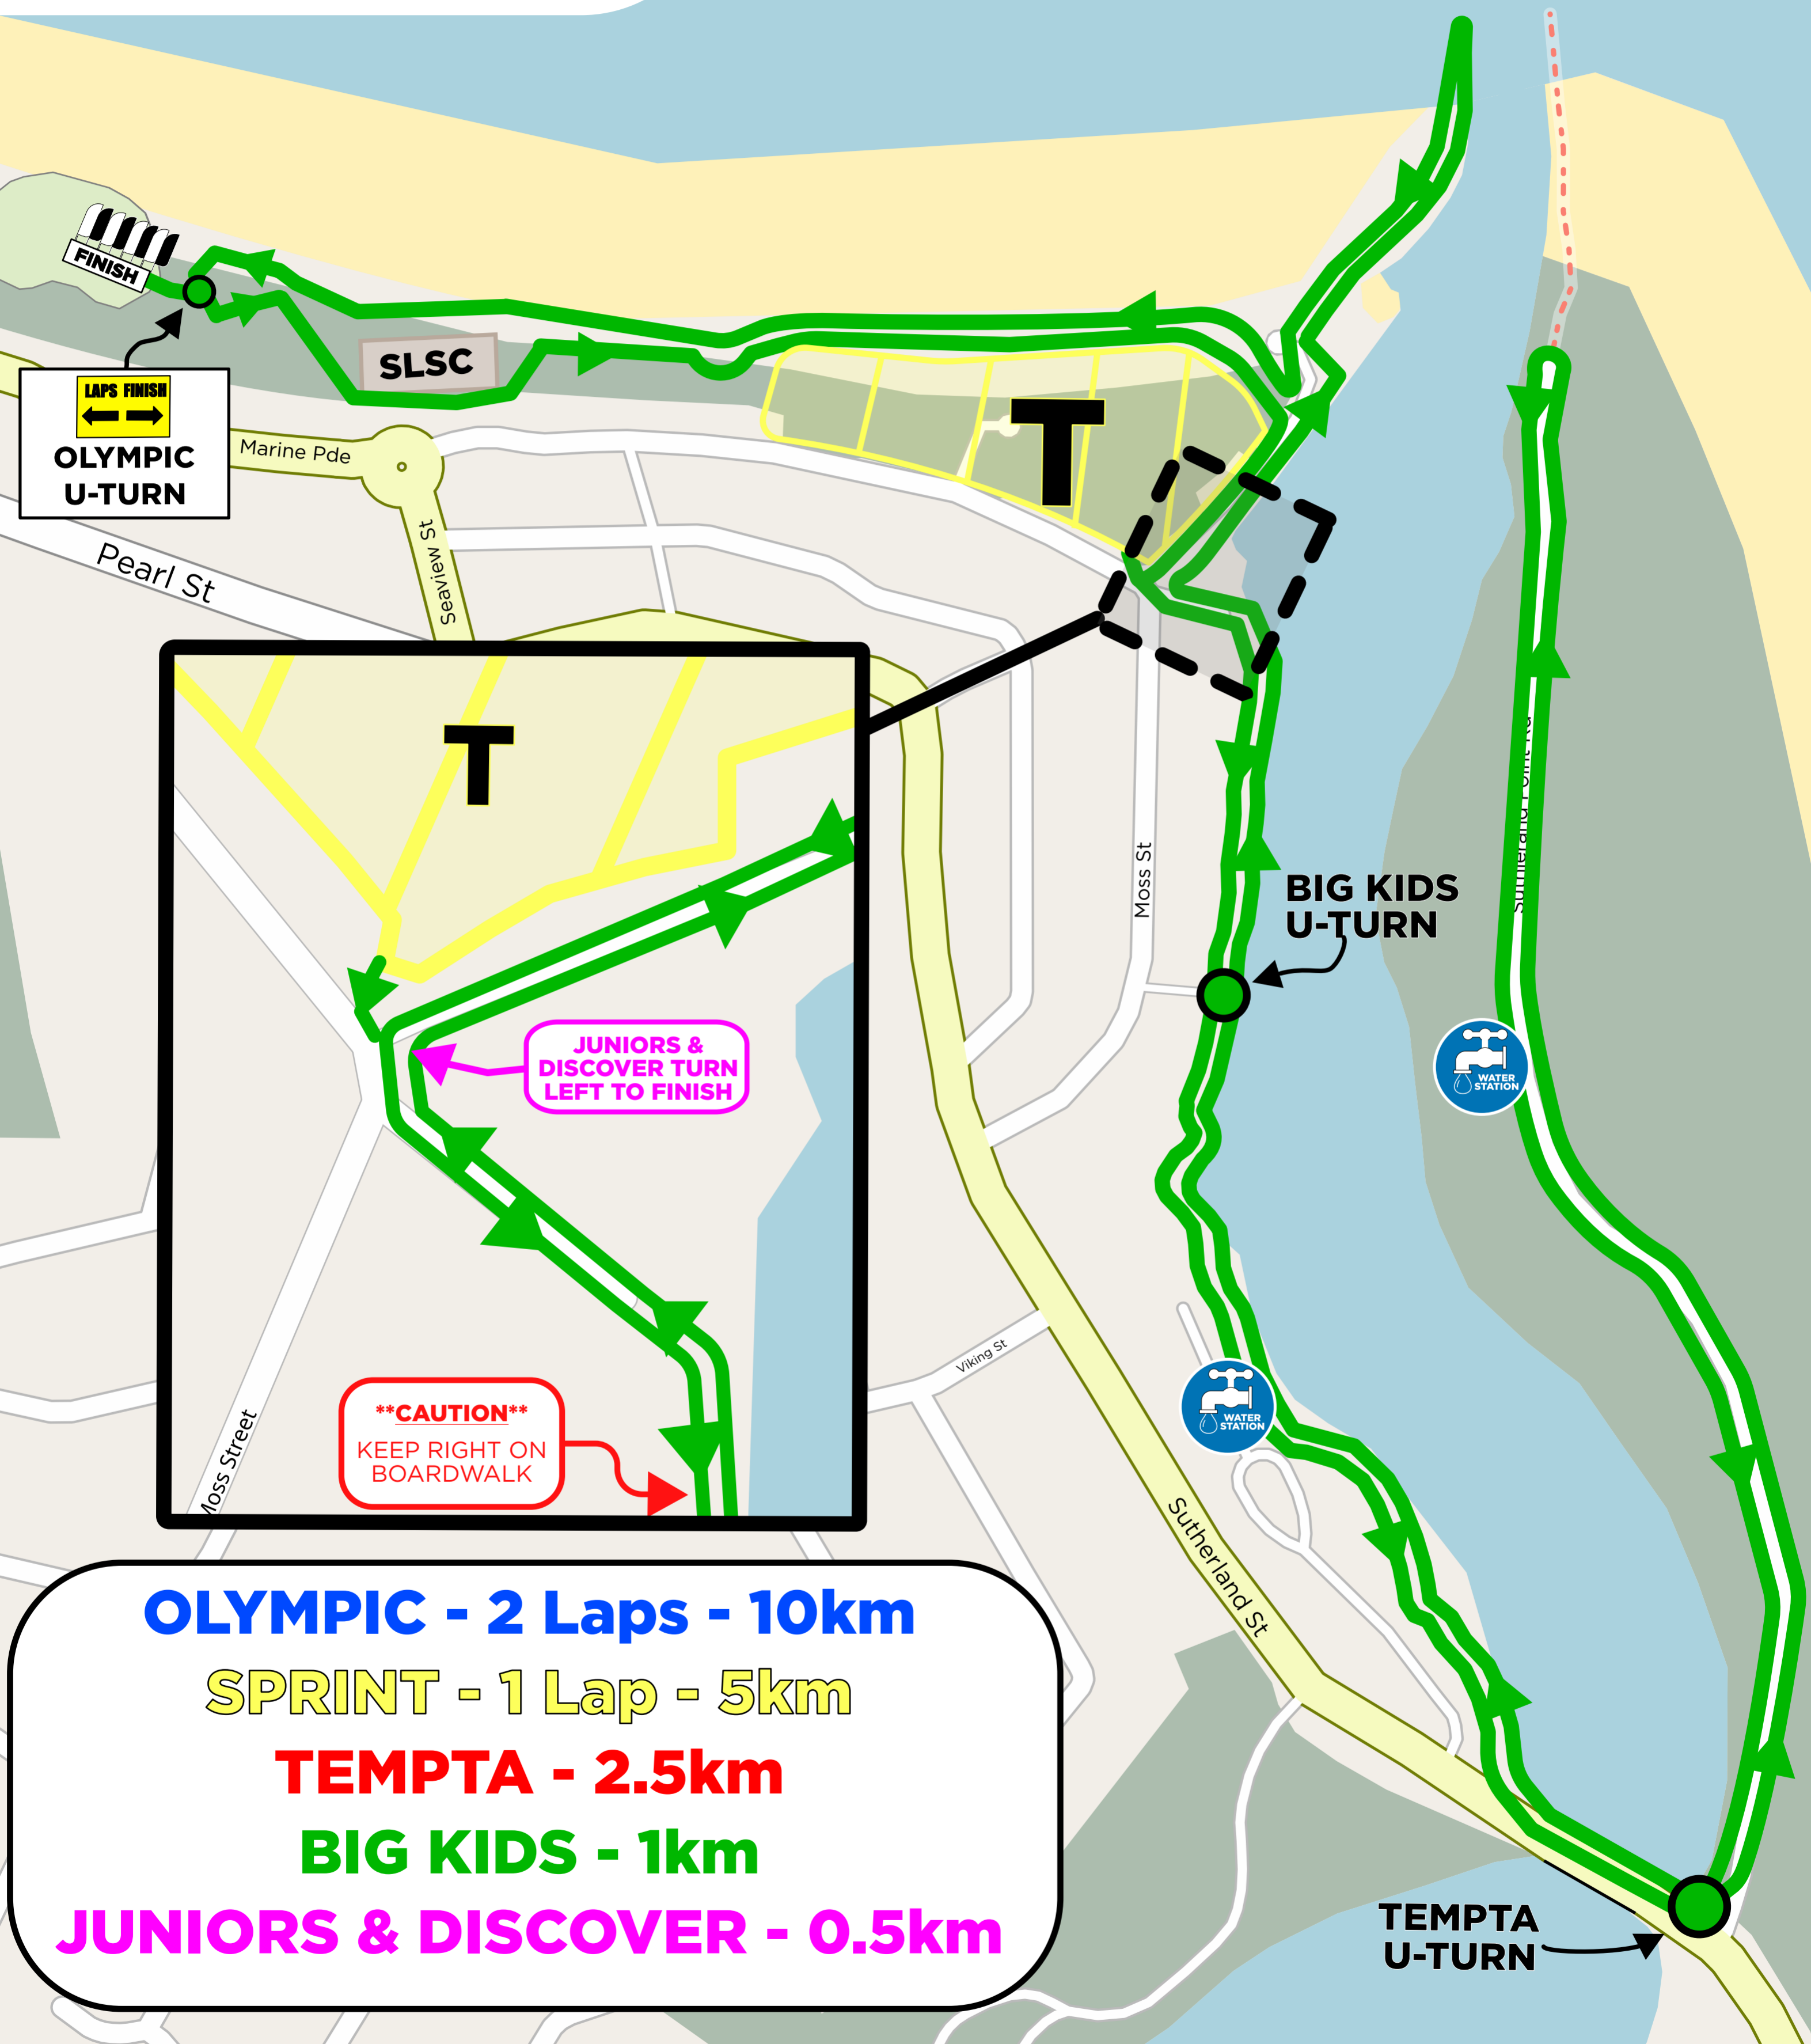 FINISH
SLSC
LAPS FINISH
OLYMPIC
U-TURN
Marine Pde
Seaview St
Pearl St
T
T
Moss St
BIG KIDS
U-TURN
Sutherland Point Rd
WATER
STATION
JUNIORS &
DISCOVER TURN
LEFT TO FINISH
Viking St
WATER
STATION
**CAUTION**
KEEP RIGHT ON
BOARDWALK
Moss Street
Sutherland St
OLYMPIC - 2 Laps - 10km
SPRINT - 1 Lap - 5km
TEMPTA - 2.5km
BIG KIDS - 1km
JUNIORS & DISCOVER - 0.5km
TEMPTA
U-TURN